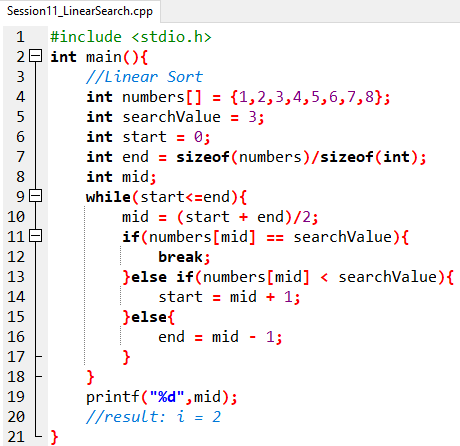 Session11_LinearSearch.cpp
1 #include <stdio.h>
2 int main(){
3     //Linear Sort
4     int numbers[] = {1,2,3,4,5,6,7,8};
5     int searchValue = 3;
6     int start = 0;
7     int end = sizeof(numbers)/sizeof(int);
8     int mid;
9     while(start<=end){
10         mid = (start + end)/2;
11         if(numbers[mid] == searchValue){
12             break;
13         }else if(numbers[mid] < searchValue){
14             start = mid + 1;
15         }else{
16             end = mid - 1;
17         }
18     }
19     printf("%d",mid);
20     //result: i = 2
21 }